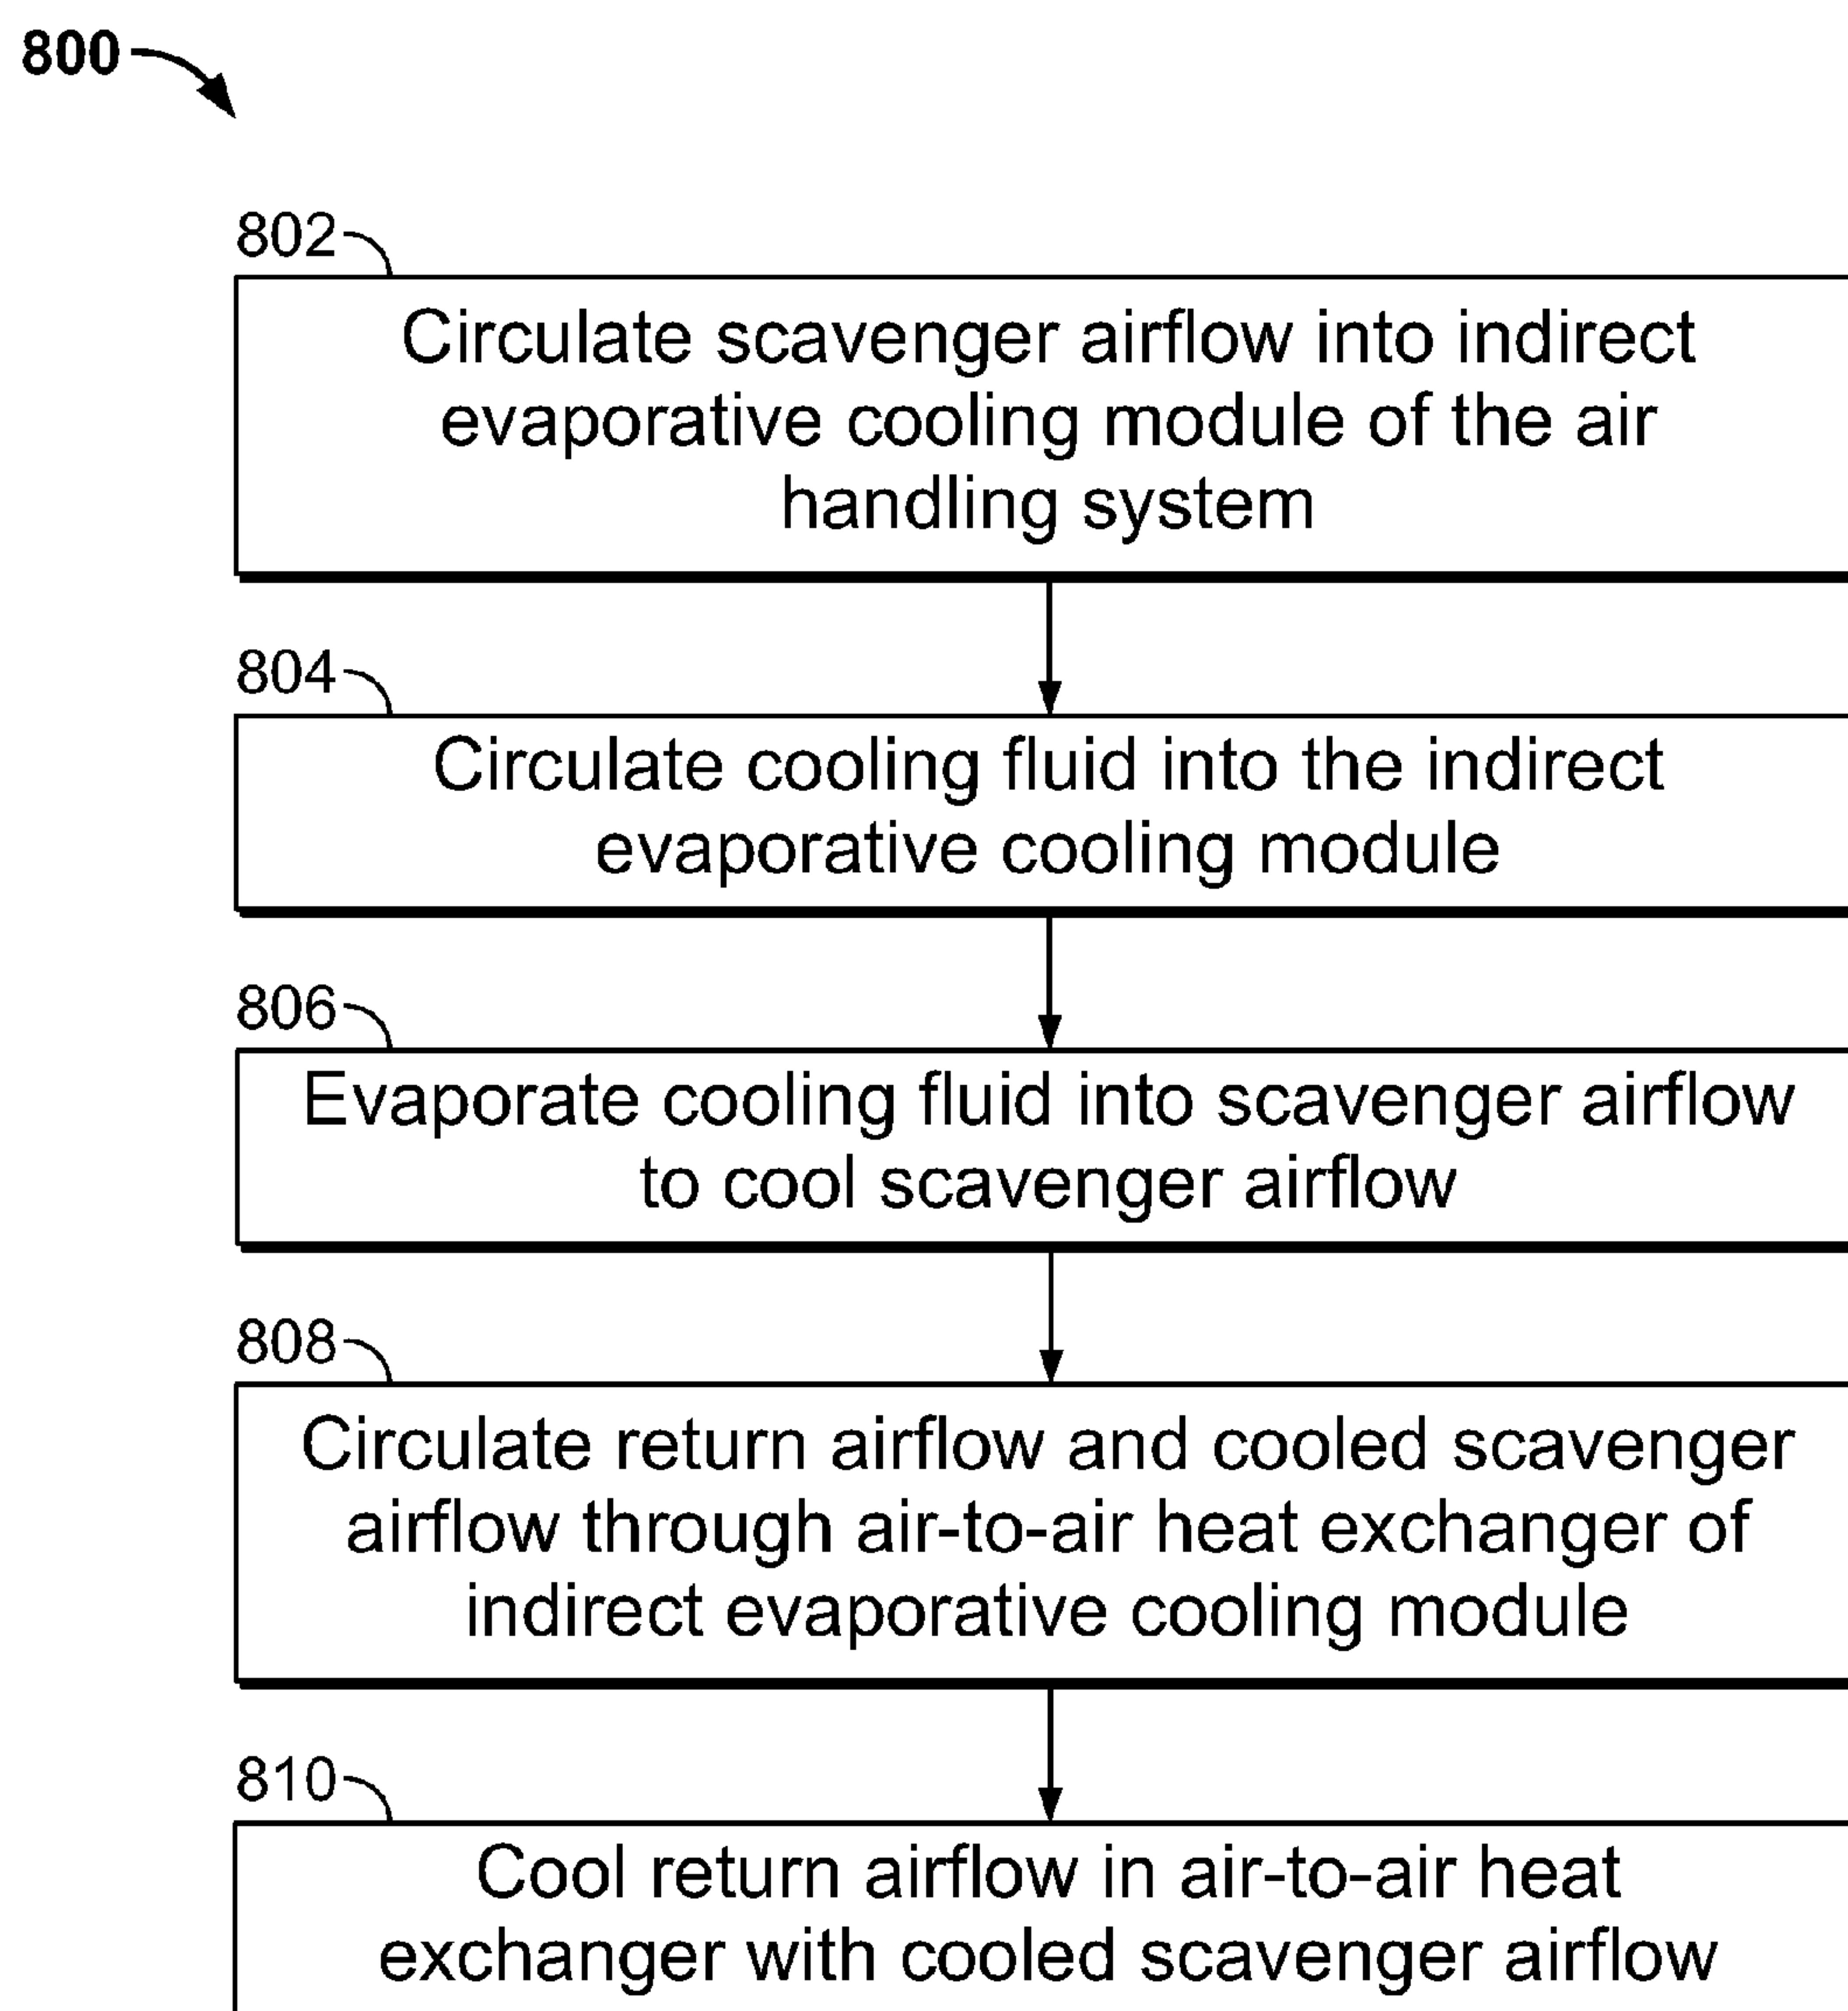 800
802
Circulate scavenger airflow into indirect
evaporative cooling module of the air
handling system
804
Circulate cooling fluid into the indirect
evaporative cooling module
806
Evaporate cooling fluid into scavenger airflow
to cool scavenger airflow
808
Circulate return airflow and cooled scavenger
airflow through air-to-air heat exchanger of
indirect evaporative cooling module
810
Cool return airflow in air-to-air heat
exchanger with cooled scavenger airflow